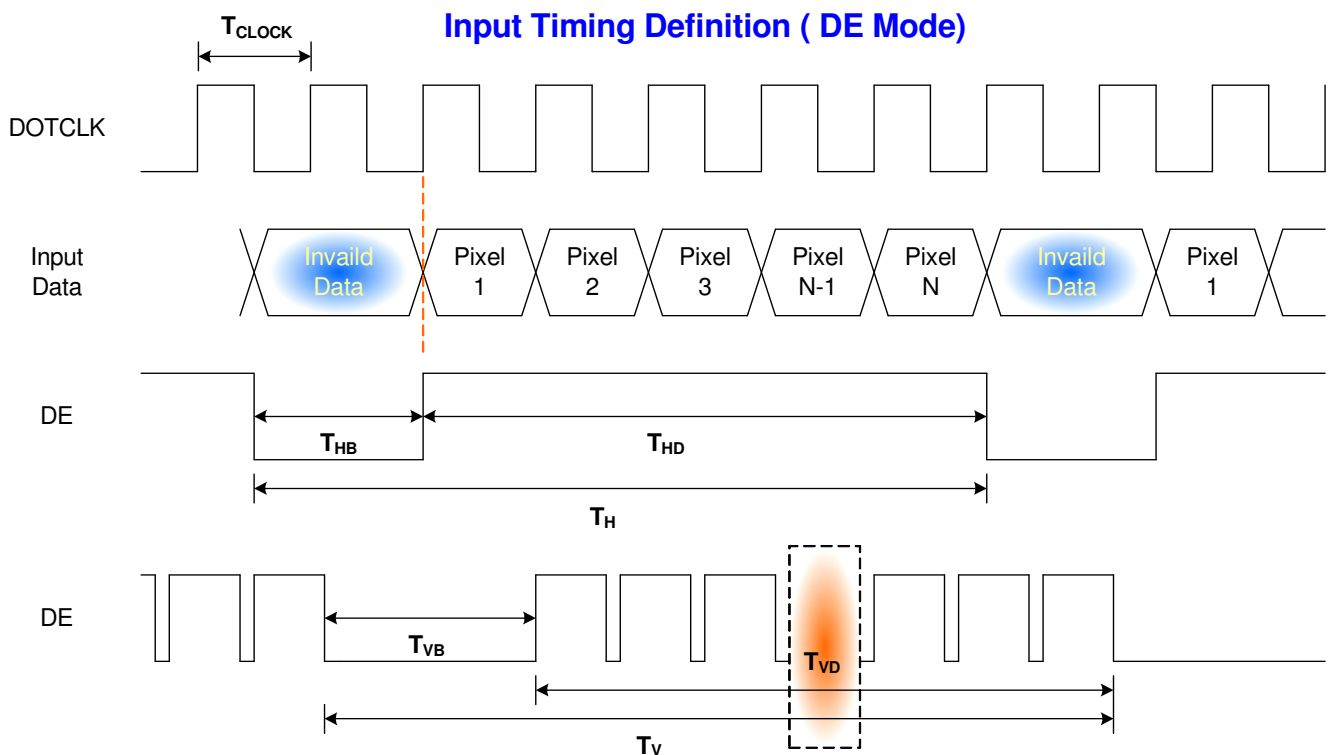 Input Timing Definition ( DE Mode)
TCLOCK
DOTCLK
Input
Data
Invaild
Data
Pixel
1
Pixel
2
Pixel
3
Pixel
N-1
Pixel
N
Invaild
Data
Pixel
1
DE
THB
THD
TH
DE
TVB
TVD
TV